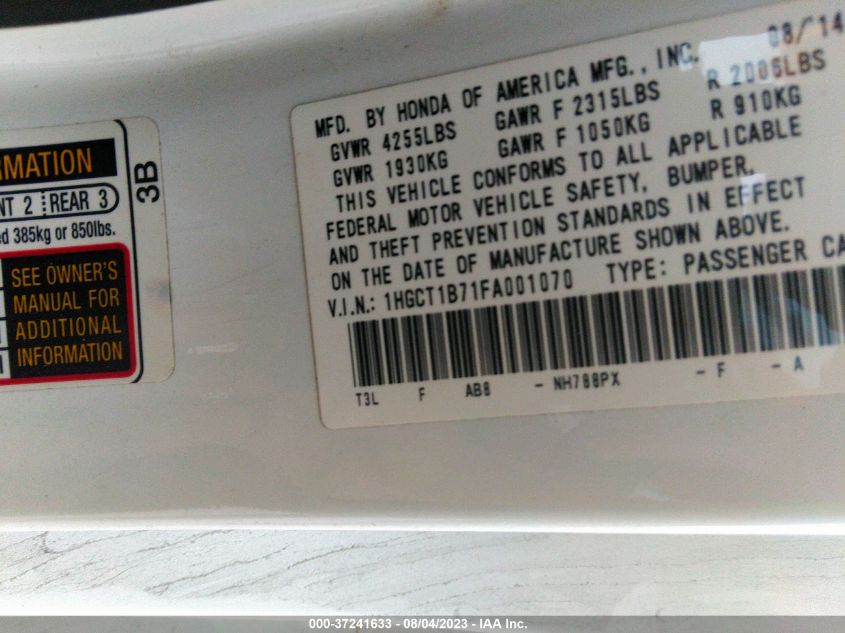 RMATION
NT 2 REAR 3
ed 385kg or 850lbs.
SEE OWNER'S
MANUAL FOR
ADDITIONAL
INFORMATION
3B
08/'14
MFD. BY HONDA OF AMERICA MFG., INC.
GVWR 4255LBS GAWR F 2315LBS R 2006LBS
GVWR 1930KG GAWR F 1050KG R 910KG
THIS VEHICLE CONFORMS TO ALL APPLICABLE
FEDERAL MOTOR VEHICLE SAFETY, BUMPER,
AND THEFT PREVENTION STANDARDS IN EFFECT
ON THE DATE OF MANUFACTURE SHOWN ABOVE.
V.I.N.: 1HGCT1B71FA001070 TYPE: PASSENGER CA
T3L F AB8 - NH788PX - F - A
000-37241633 - 08/04/2023 - IAA Inc.